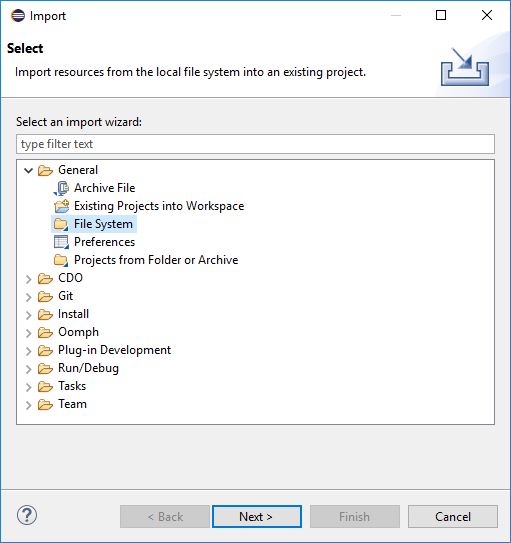 Import
Select
Import resources from the local file system into an existing project.
Select an import wizard:
type filter text
General
Archive File
Existing Projects into Workspace
File System
Preferences
Projects from Folder or Archive
CDO
Git
Install
Oomph
Plug-in Development
Run/Debug
Tasks
Team
? < Back Next > Finish Cancel